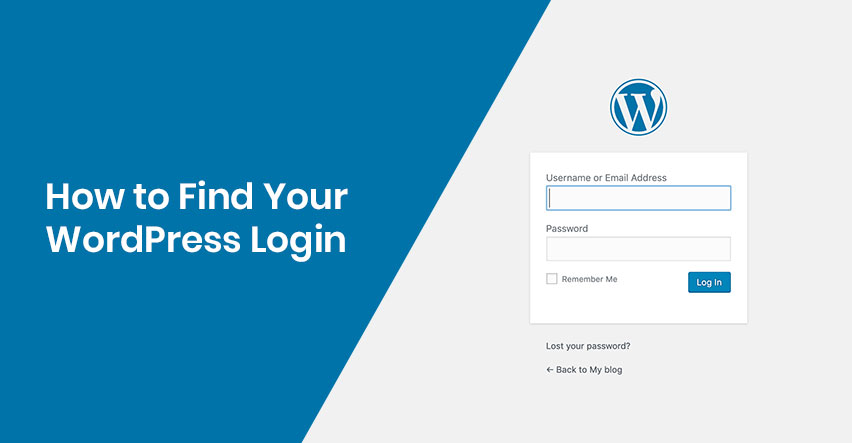 How to Find Your
WordPress Login
Username or Email Address
Password
Remember Me
Log In
Lost your password?
← Back to My blog